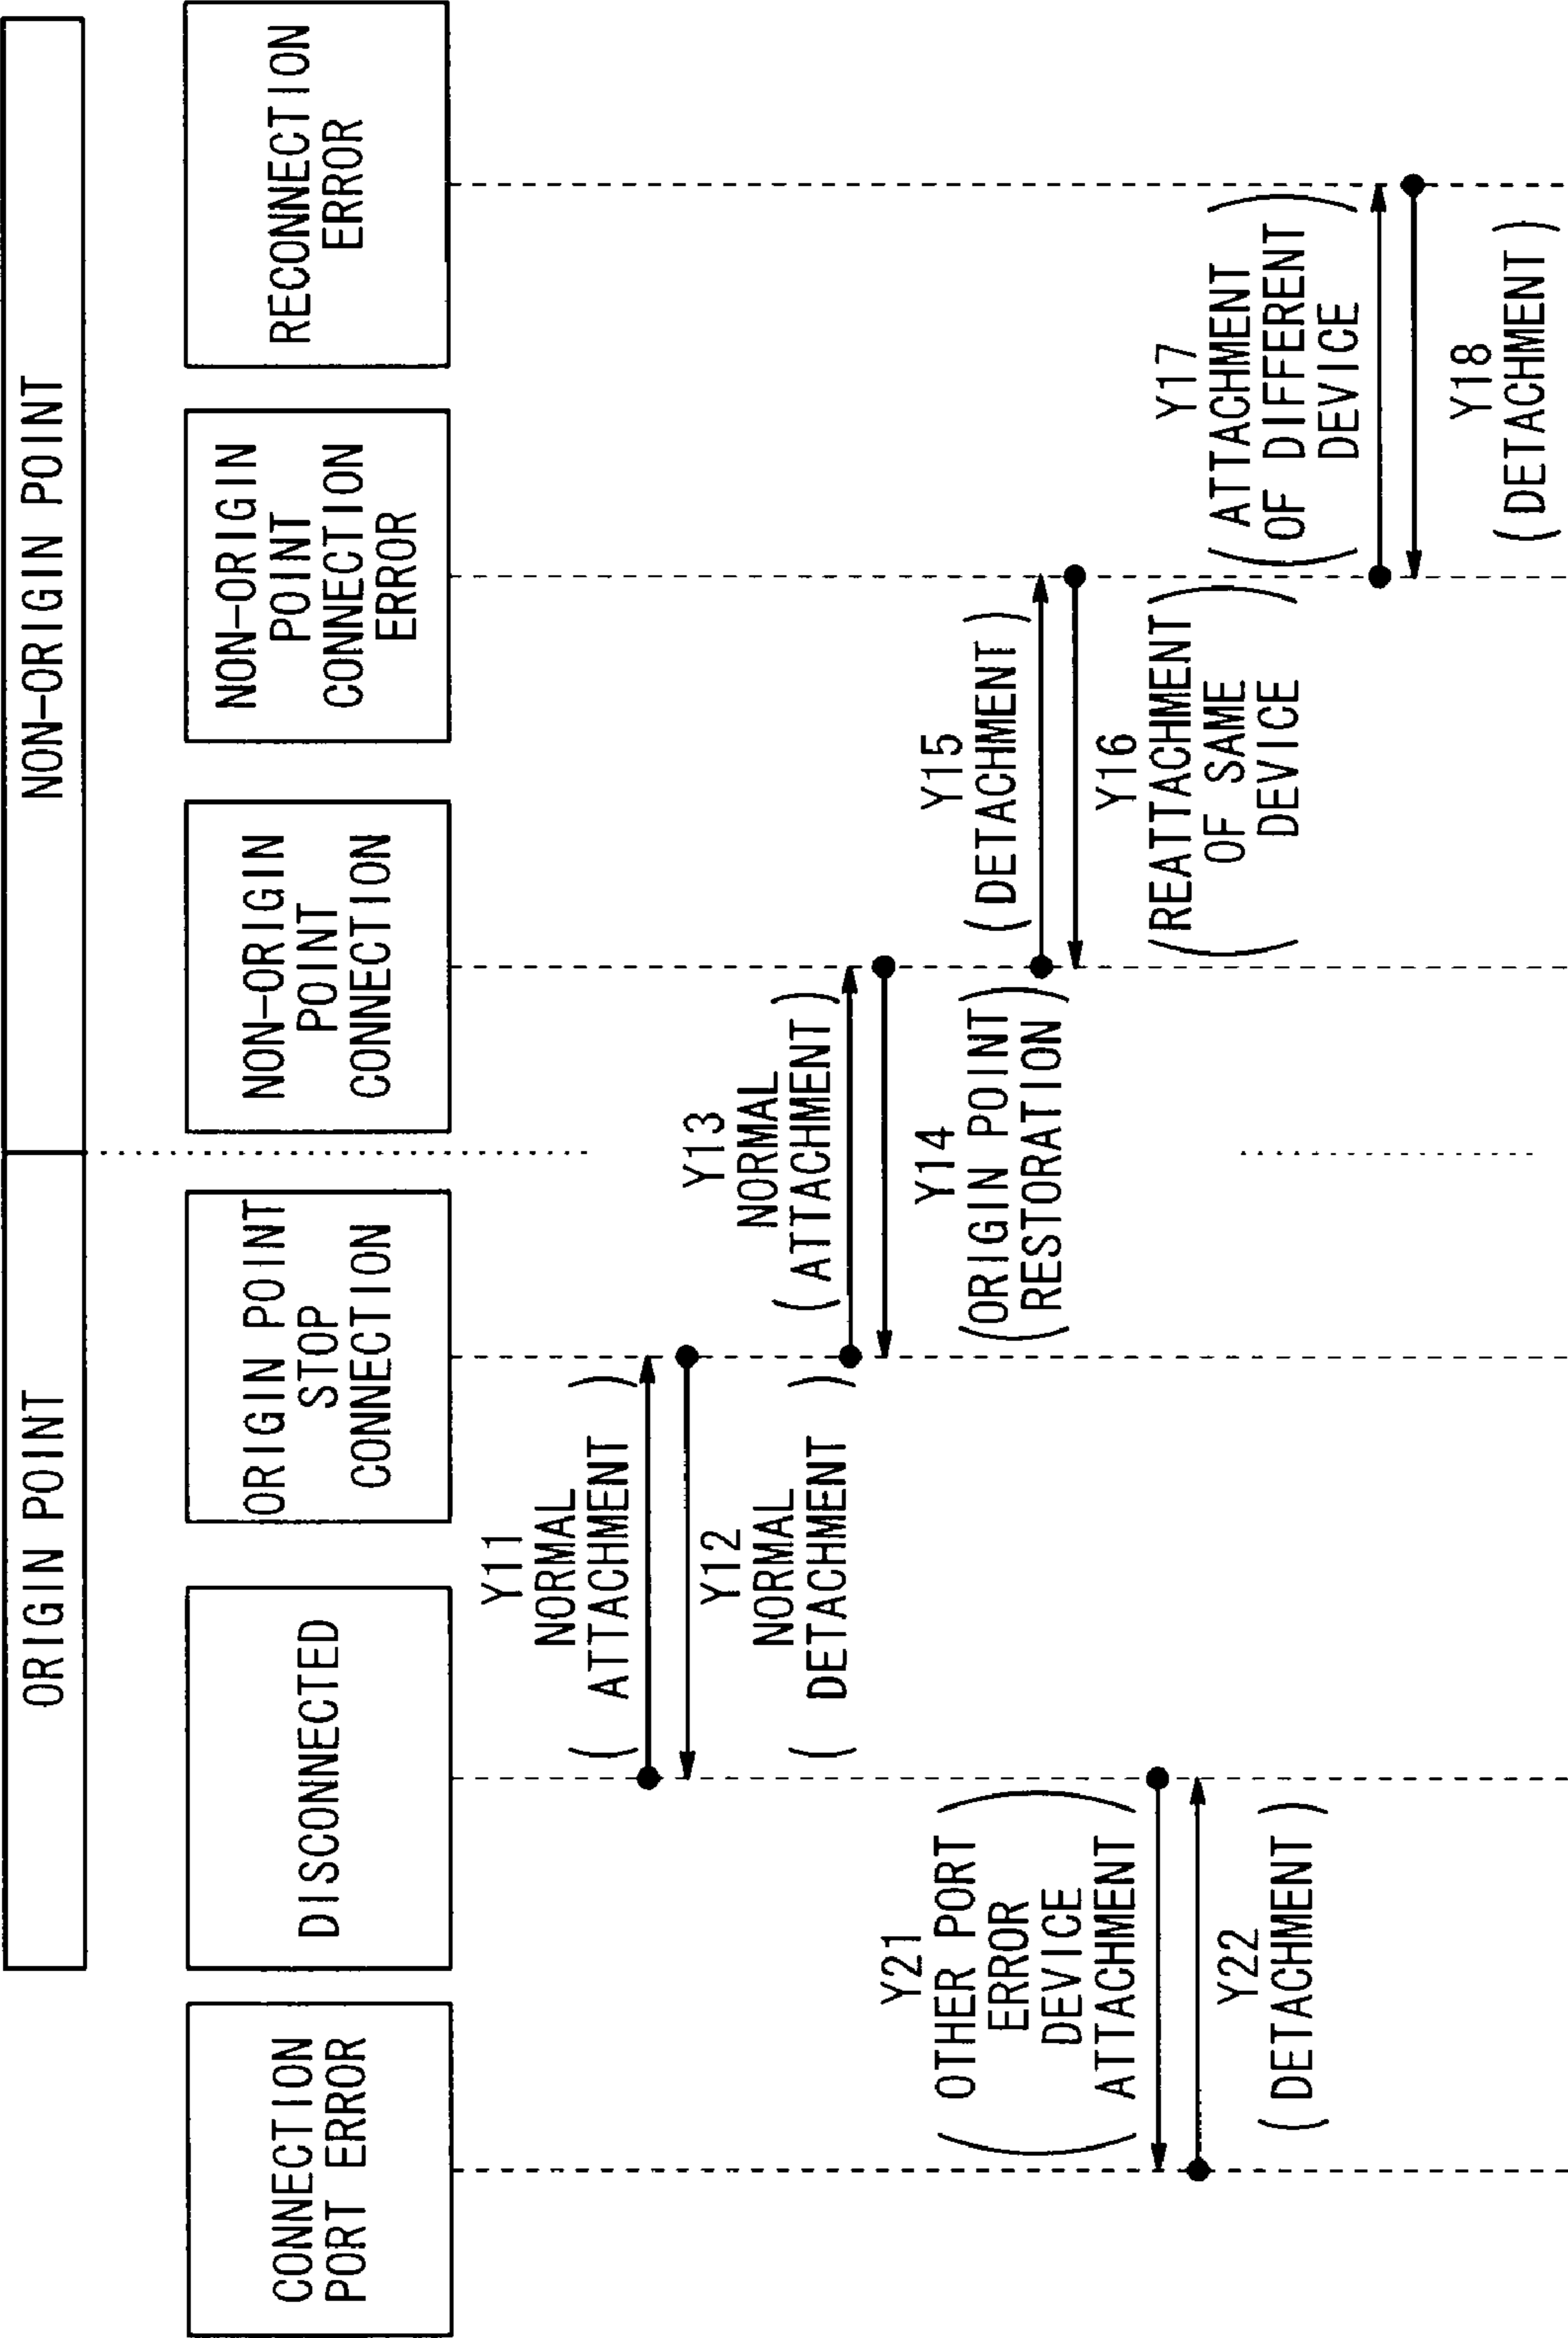 ORIGIN POINT
NON-ORIGIN POINT
CONNECTION
PORT ERROR
DISCONNECTED
ORIGIN POINT
STOP
CONNECTION
NON-ORIGIN
POINT
CONNECTION
NON-ORIGIN
POINT
CONNECTION
ERROR
RECONNECTION
ERROR
Y11
NORMAL
( ATTACHMENT )
Y12
NORMAL
( DETACHMENT )
Y13
NORMAL
(ATTACHMENT)
Y14
(ORIGIN POINT
RESTORATION)
Y15
(DETACHMENT)
Y16
(REATTACHMENT
OF SAME
DEVICE)
Y17
(ATTACHMENT
OF DIFFERENT
DEVICE)
Y18
(DETACHMENT)
Y21
(OTHER PORT
ERROR
DEVICE
ATTACHMENT)
Y22
(DETACHMENT)